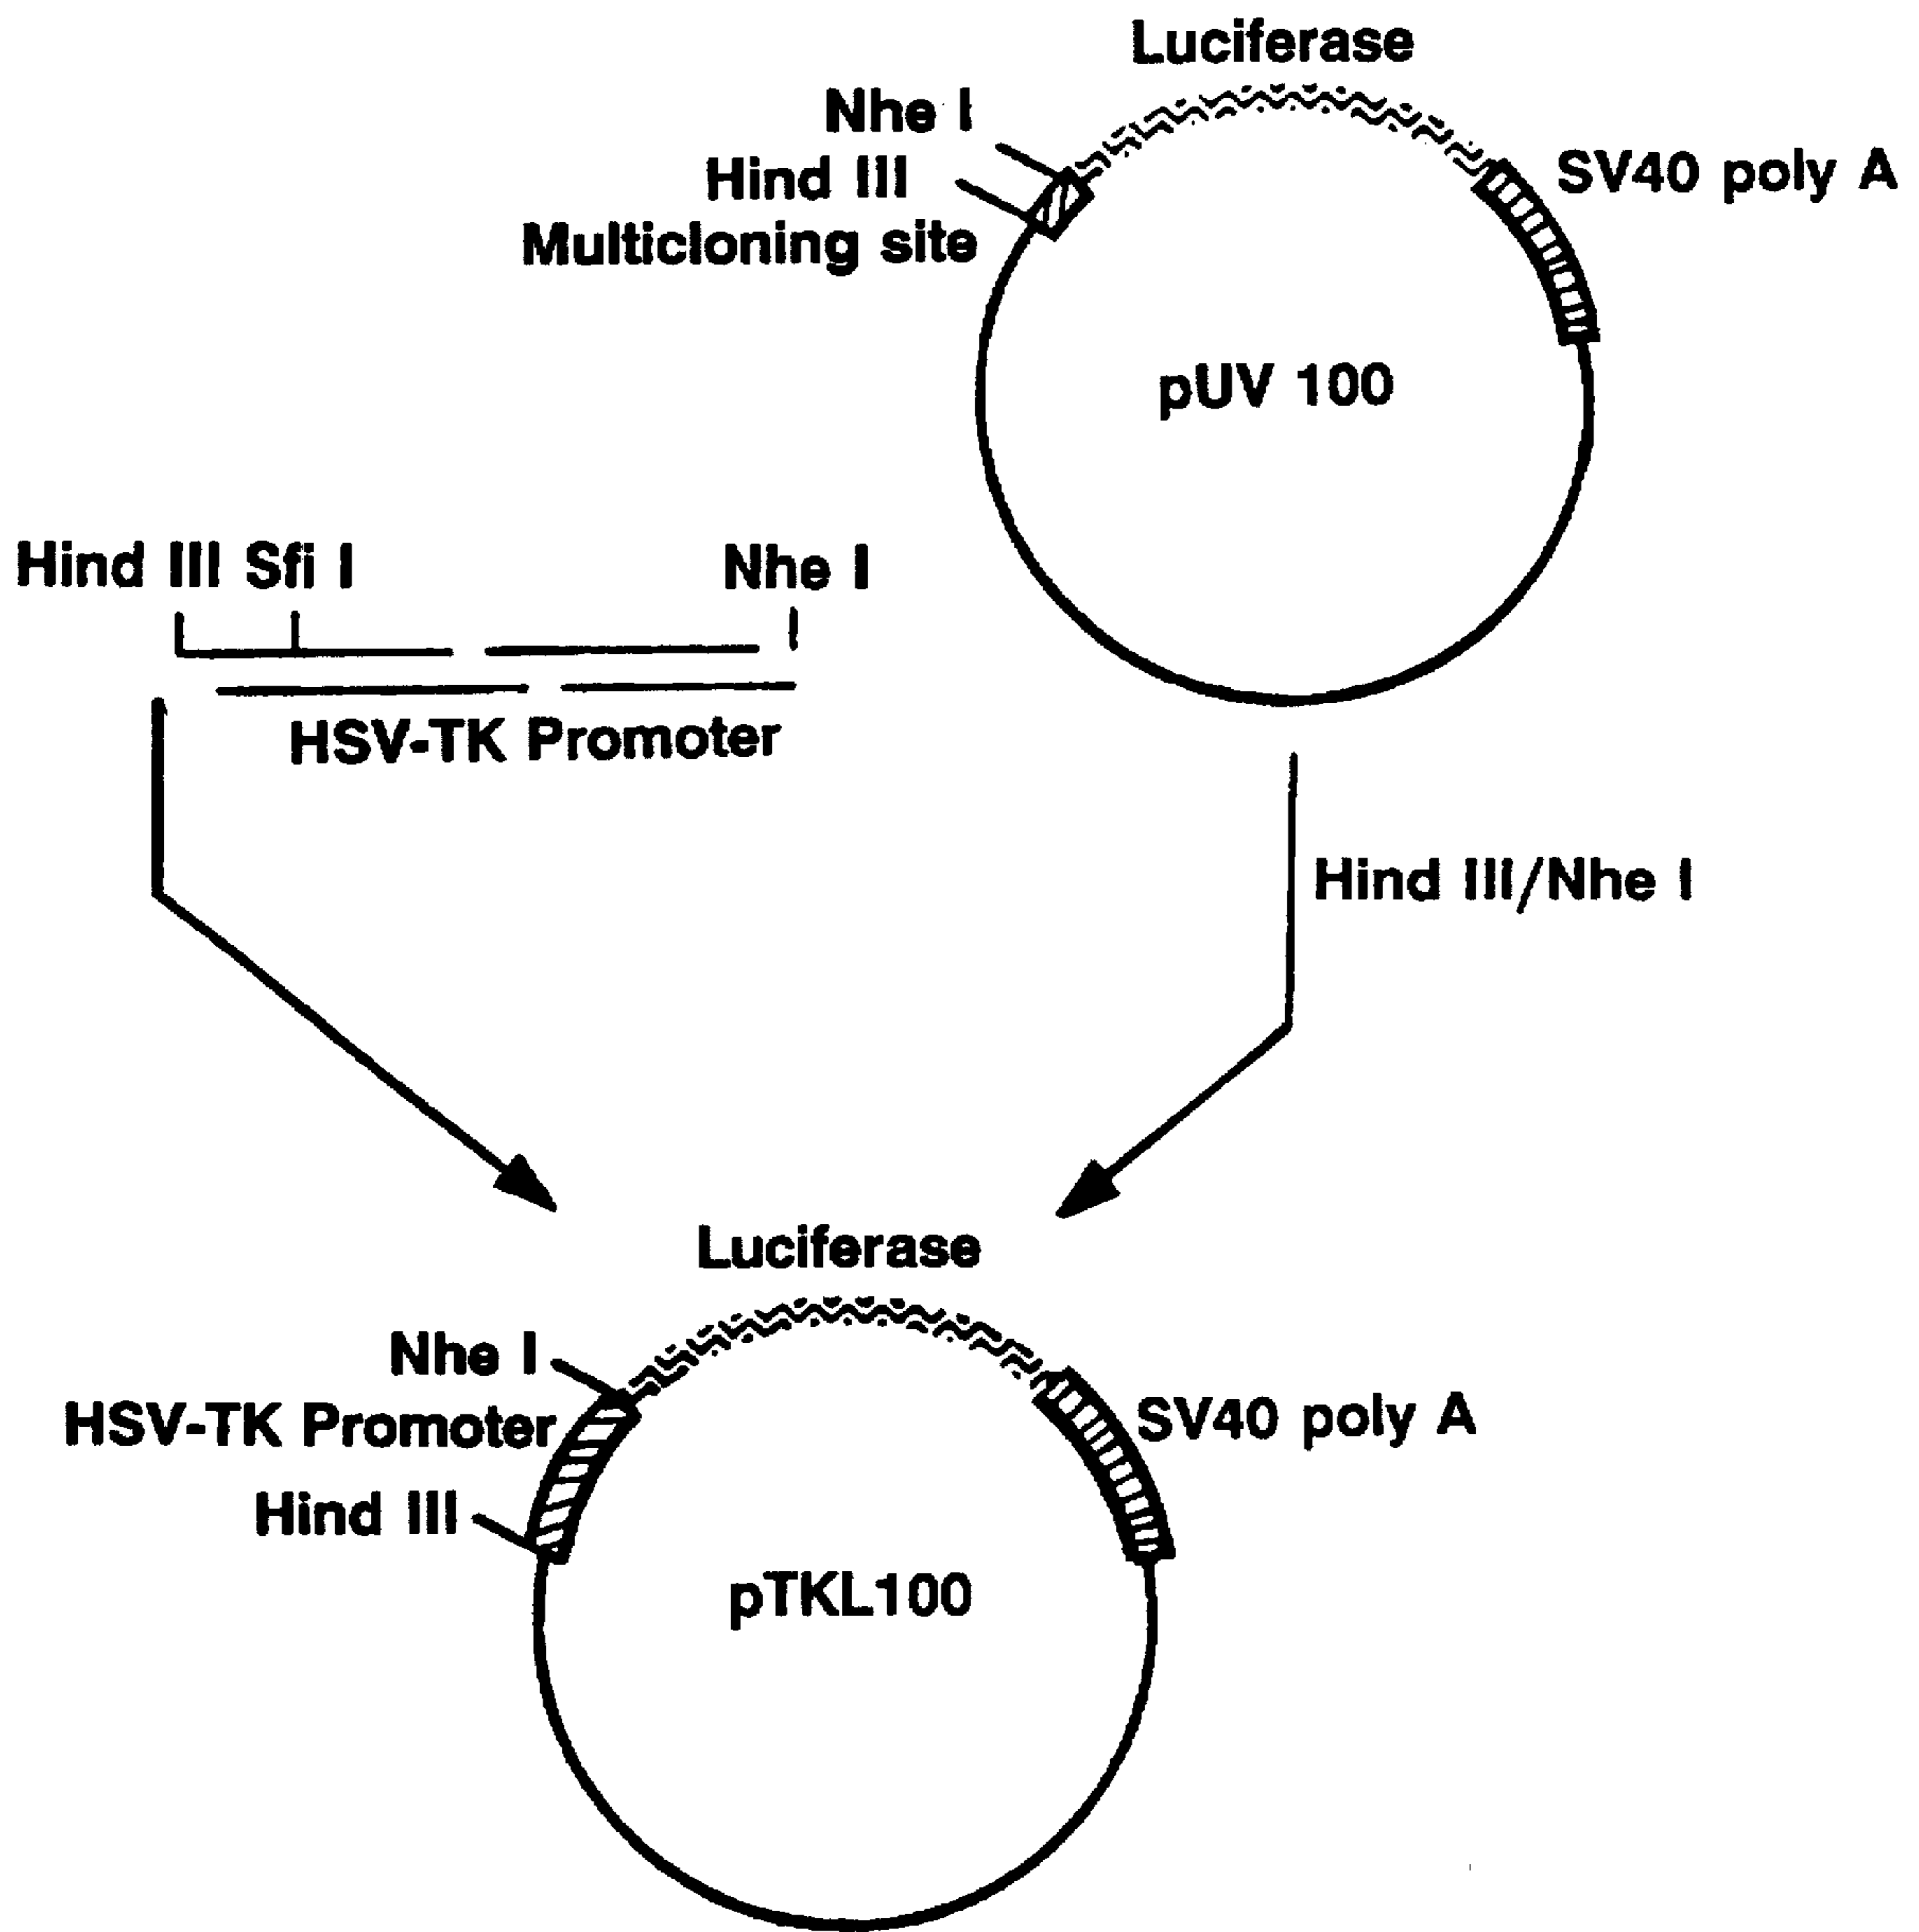 Luciferase
Nhe I
Hind III
Multicloning site
SV40 poly A
pUV 100
Hind III Sfi I
Nhe I
HSV-TK Promoter
Hind III/Nhe I
Luciferase
Nhe I
HSV-TK Promoter
Hind III
SV40 poly A
pTKL100